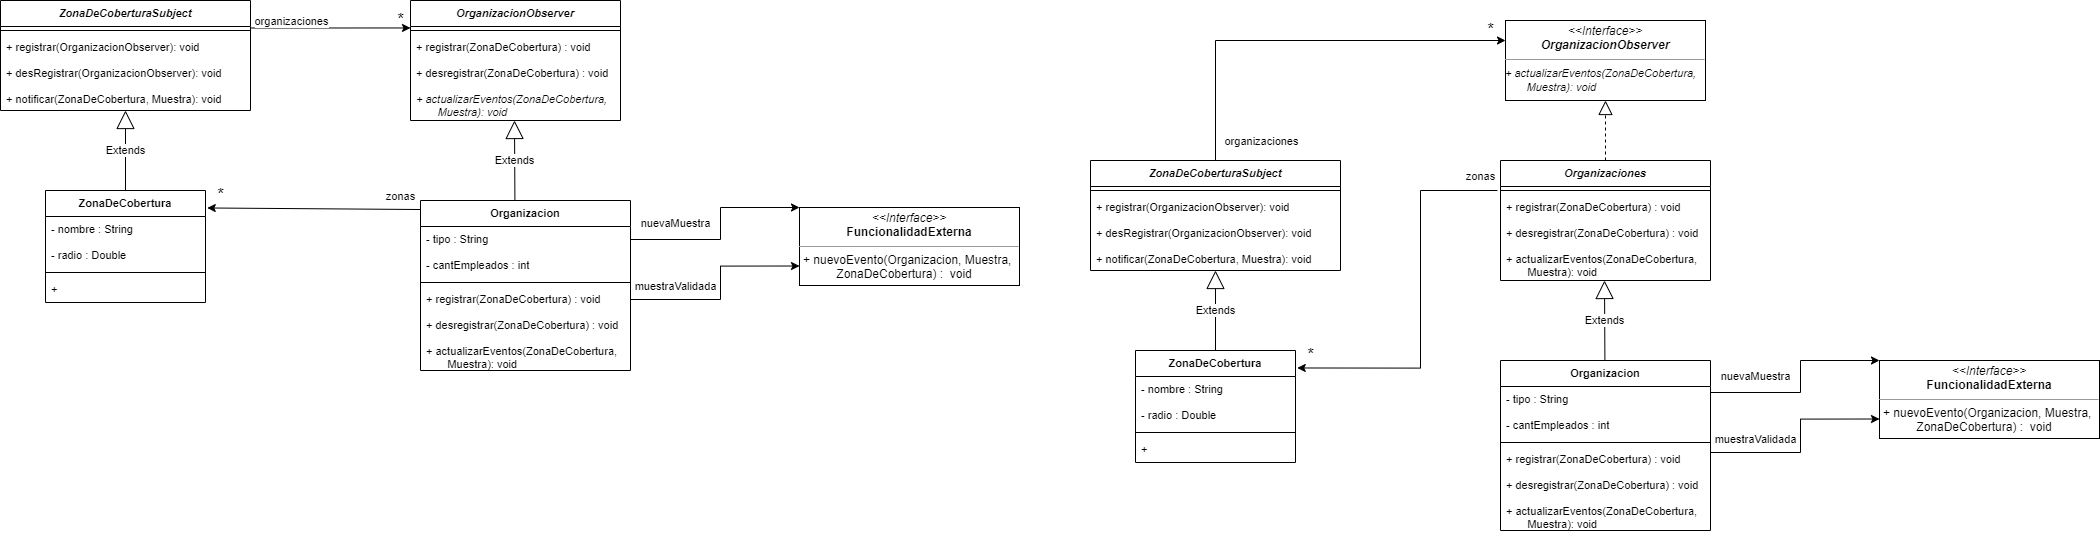 ZonaDeCoberturaSubject
+ registrar(OrganizacionObserver): void
+ desRegistrar(OrganizacionObserver): void
+ notificar(ZonaDeCobertura, Muestra): void
organizaciones
*
OrganizacionObserver
+ registrar(ZonaDeCobertura) : void
+ desregistrar(ZonaDeCobertura) : void
+ actualizarEventos(ZonaDeCobertura,
Muestra): void
Extends
Extends
ZonaDeCobertura
- nombre : String
- radio : Double
+
*
zonas
Organizacion
- tipo : String
- cantEmpleados : int
+ registrar(ZonaDeCobertura) : void
+ desregistrar(ZonaDeCobertura) : void
+ actualizarEventos(ZonaDeCobertura,
Muestra): void
nuevaMuestra
muestraValidada
<<Interface>>
FuncionalidadExterna
+ nuevoEvento(Organizacion, Muestra,
ZonaDeCobertura) : void
*
<<Interface>>
OrganizacionObserver
+ actualizarEventos(ZonaDeCobertura,
Muestra): void
organizaciones
ZonaDeCoberturaSubject
+ registrar(OrganizacionObserver): void
+ desRegistrar(OrganizacionObserver): void
+ notificar(ZonaDeCobertura, Muestra): void
zonas
Organizaciones
+ registrar(ZonaDeCobertura) : void
+ desregistrar(ZonaDeCobertura) : void
+ actualizarEventos(ZonaDeCobertura,
Muestra): void
Extends
Extends
ZonaDeCobertura
- nombre : String
- radio : Double
+
*
Organizacion
- tipo : String
- cantEmpleados : int
+ registrar(ZonaDeCobertura) : void
+ desregistrar(ZonaDeCobertura) : void
+ actualizarEventos(ZonaDeCobertura,
Muestra): void
nuevaMuestra
muestraValidada
<<Interface>>
FuncionalidadExterna
+ nuevoEvento(Organizacion, Muestra,
ZonaDeCobertura) : void